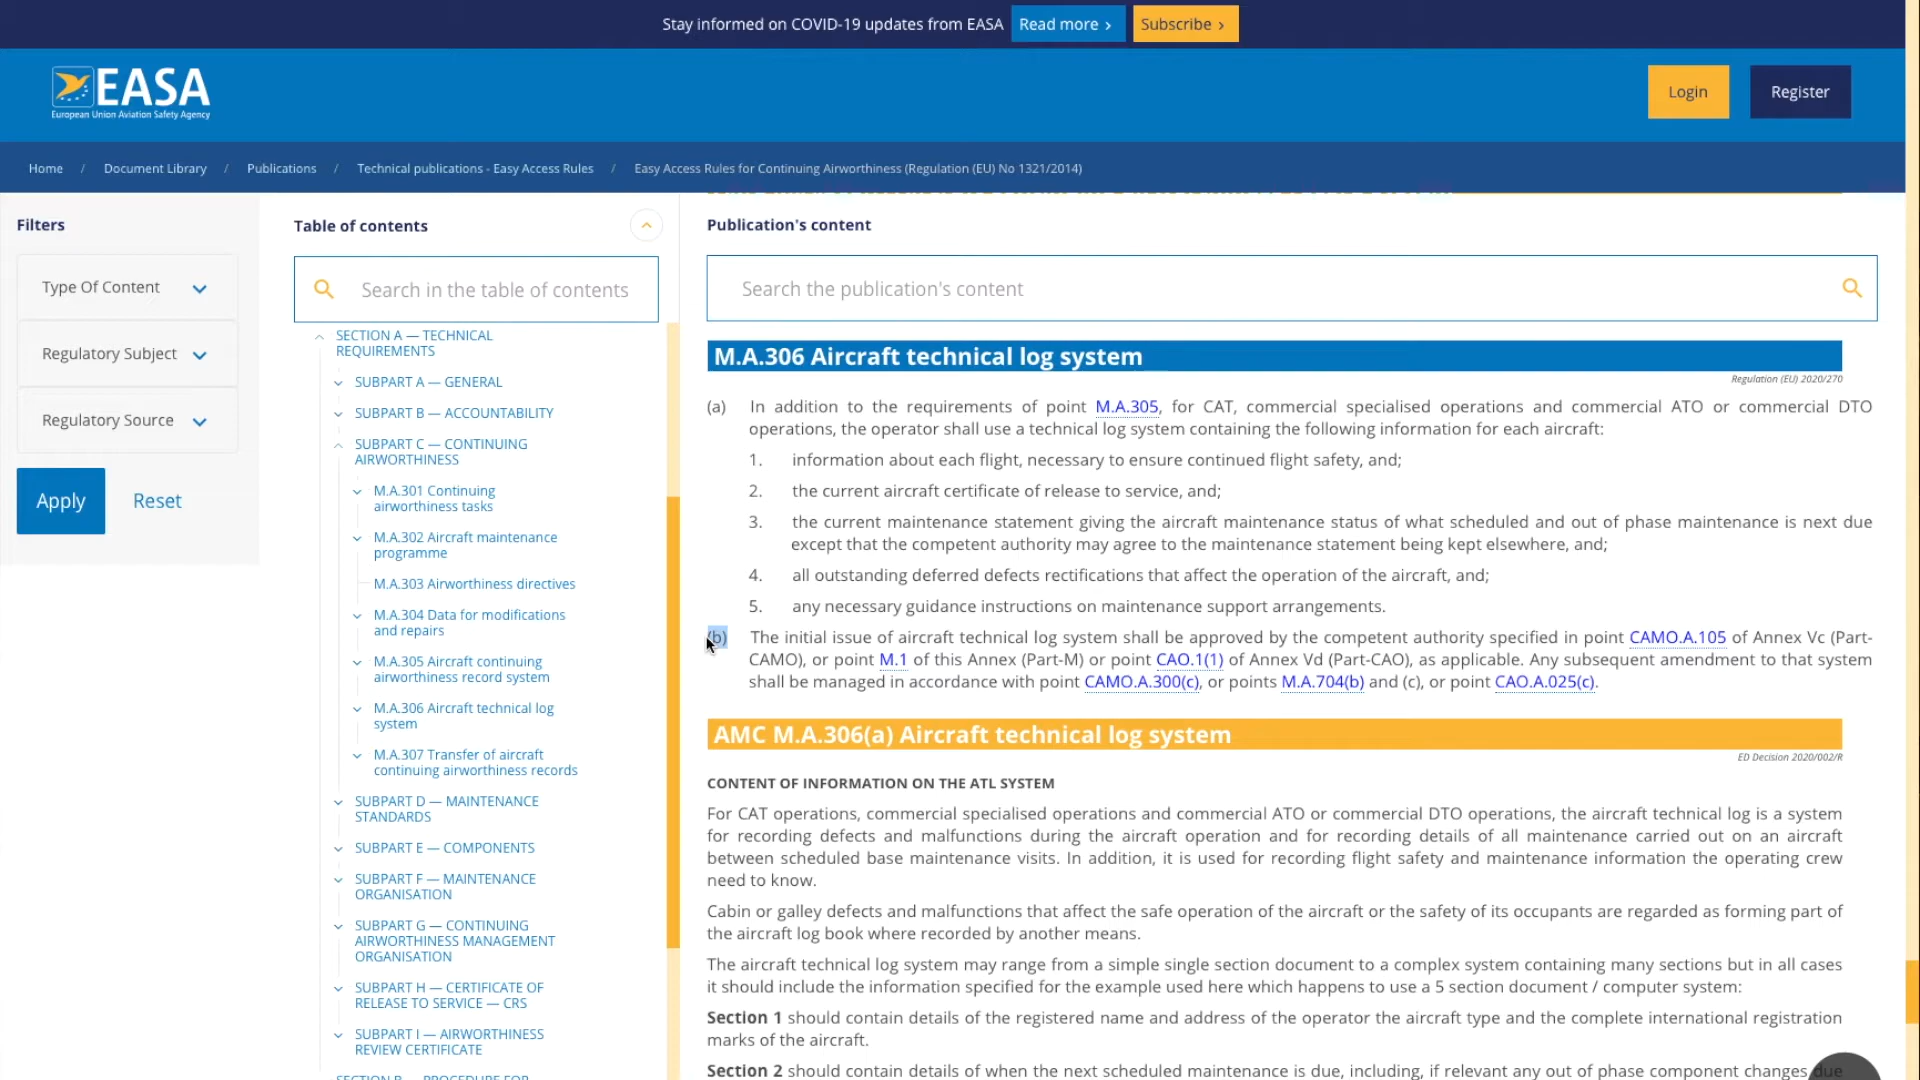 Stay informed on COVID-19 updates from EASA Read more › Subscribe ›
EASA
European Union Aviation Safety Agency
Login Register
Home / Document Library / Publications / Technical publications - Easy Access Rules / Easy Access Rules for Continuing Airworthiness (Regulation (EU) No 1321/2014)
Filters
Type Of Content
Regulatory Subject
Regulatory Source
Apply Reset
Table of contents
Search in the table of contents
SECTION A — TECHNICAL
REQUIREMENTS
SUBPART A — GENERAL
SUBPART B — ACCOUNTABILITY
SUBPART C — CONTINUING
AIRWORTHINESS
M.A.301 Continuing
airworthiness tasks
M.A.302 Aircraft maintenance
programme
M.A.303 Airworthiness directives
M.A.304 Data for modifications
and repairs
M.A.305 Aircraft continuing
airworthiness record system
M.A.306 Aircraft technical log
system
M.A.307 Transfer of aircraft
continuing airworthiness records
SUBPART D — MAINTENANCE
STANDARDS
SUBPART E — COMPONENTS
SUBPART F — MAINTENANCE
ORGANISATION
SUBPART G — CONTINUING
AIRWORTHINESS MANAGEMENT
ORGANISATION
SUBPART H — CERTIFICATE OF
RELEASE TO SERVICE — CRS
SUBPART I — AIRWORTHINESS
REVIEW CERTIFICATE
SECTION B — PROCEDURE FOR
Publication's content
Search the publication's content
M.A.306 Aircraft technical log system
Regulation (EU) 2020/270
(a) In addition to the requirements of point M.A.305, for CAT, commercial specialised operations and commercial ATO or commercial DTO
operations, the operator shall use a technical log system containing the following information for each aircraft:
1. information about each flight, necessary to ensure continued flight safety, and;
2. the current aircraft certificate of release to service, and;
3. the current maintenance statement giving the aircraft maintenance status of what scheduled and out of phase maintenance is next due
except that the competent authority may agree to the maintenance statement being kept elsewhere, and;
4. all outstanding deferred defects rectifications that affect the operation of the aircraft, and;
5. any necessary guidance instructions on maintenance support arrangements.
(b) The initial issue of aircraft technical log system shall be approved by the competent authority specified in point CAMO.A.105 of Annex Vc (Part-
CAMO), or point M.1 of this Annex (Part-M) or point CAO.1(1) of Annex Vd (Part-CAO), as applicable. Any subsequent amendment to that system
shall be managed in accordance with point CAMO.A.300(c), or points M.A.704(b) and (c), or point CAO.A.025(c).
AMC M.A.306(a) Aircraft technical log system
ED Decision 2020/002/R
CONTENT OF INFORMATION ON THE ATL SYSTEM
For CAT operations, commercial specialised operations and commercial ATO or commercial DTO operations, the aircraft technical log is a system
for recording defects and malfunctions during the aircraft operation and for recording details of all maintenance carried out on an aircraft
between scheduled base maintenance visits. In addition, it is used for recording flight safety and maintenance information the operating crew
need to know.
Cabin or galley defects and malfunctions that affect the safe operation of the aircraft or the safety of its occupants are regarded as forming part of
the aircraft log book where recorded by another means.
The aircraft technical log system may range from a simple single section document to a complex system containing many sections but in all cases
it should include the information specified for the example used here which happens to use a 5 section document / computer system:
Section 1 should contain details of the registered name and address of the operator the aircraft type and the complete international registration
marks of the aircraft.
Section 2 should contain details of when the next scheduled maintenance is due, including, if relevant any out of phase component changes due